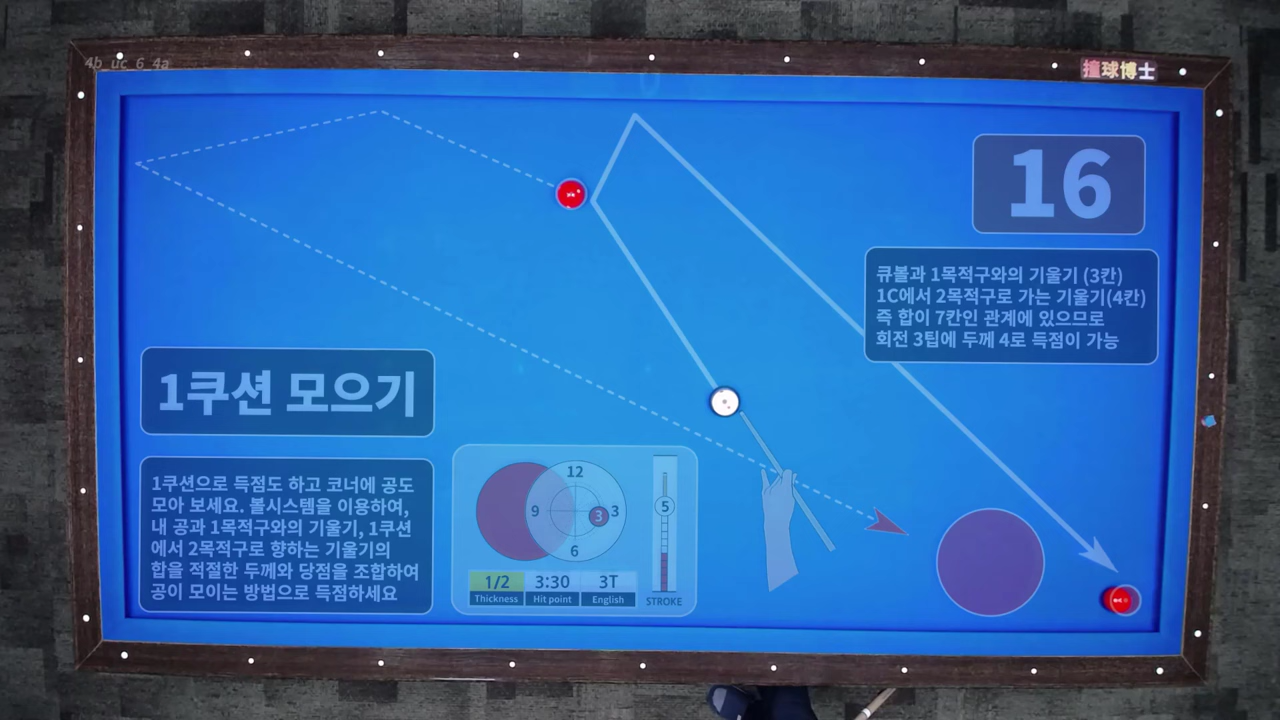 4b_uc_6_4a
撞球博士
16
큐볼과 1목적구와의 기울기 (3칸)
1C에서 2목적구로 가는 기울기(4칸)
즉 합이 7칸인 관계에 있으므로
회전 3팁에 두께 4로 득점이 가능
1쿠션 모으기
1쿠션으로 득점도 하고 코너에 공도
모아 보세요. 볼시스템을 이용하여,
내 공과 1목적구와의 기울기, 1쿠션
에서 2목적구로 향하는 기울기의
합을 적절한 두께와 당점을 조합하여
공이 모이는 방법으로 득점하세요
12
9
3
3
6
5
1/2
3:30
3T
Thickness
Hit point
English
STROKE